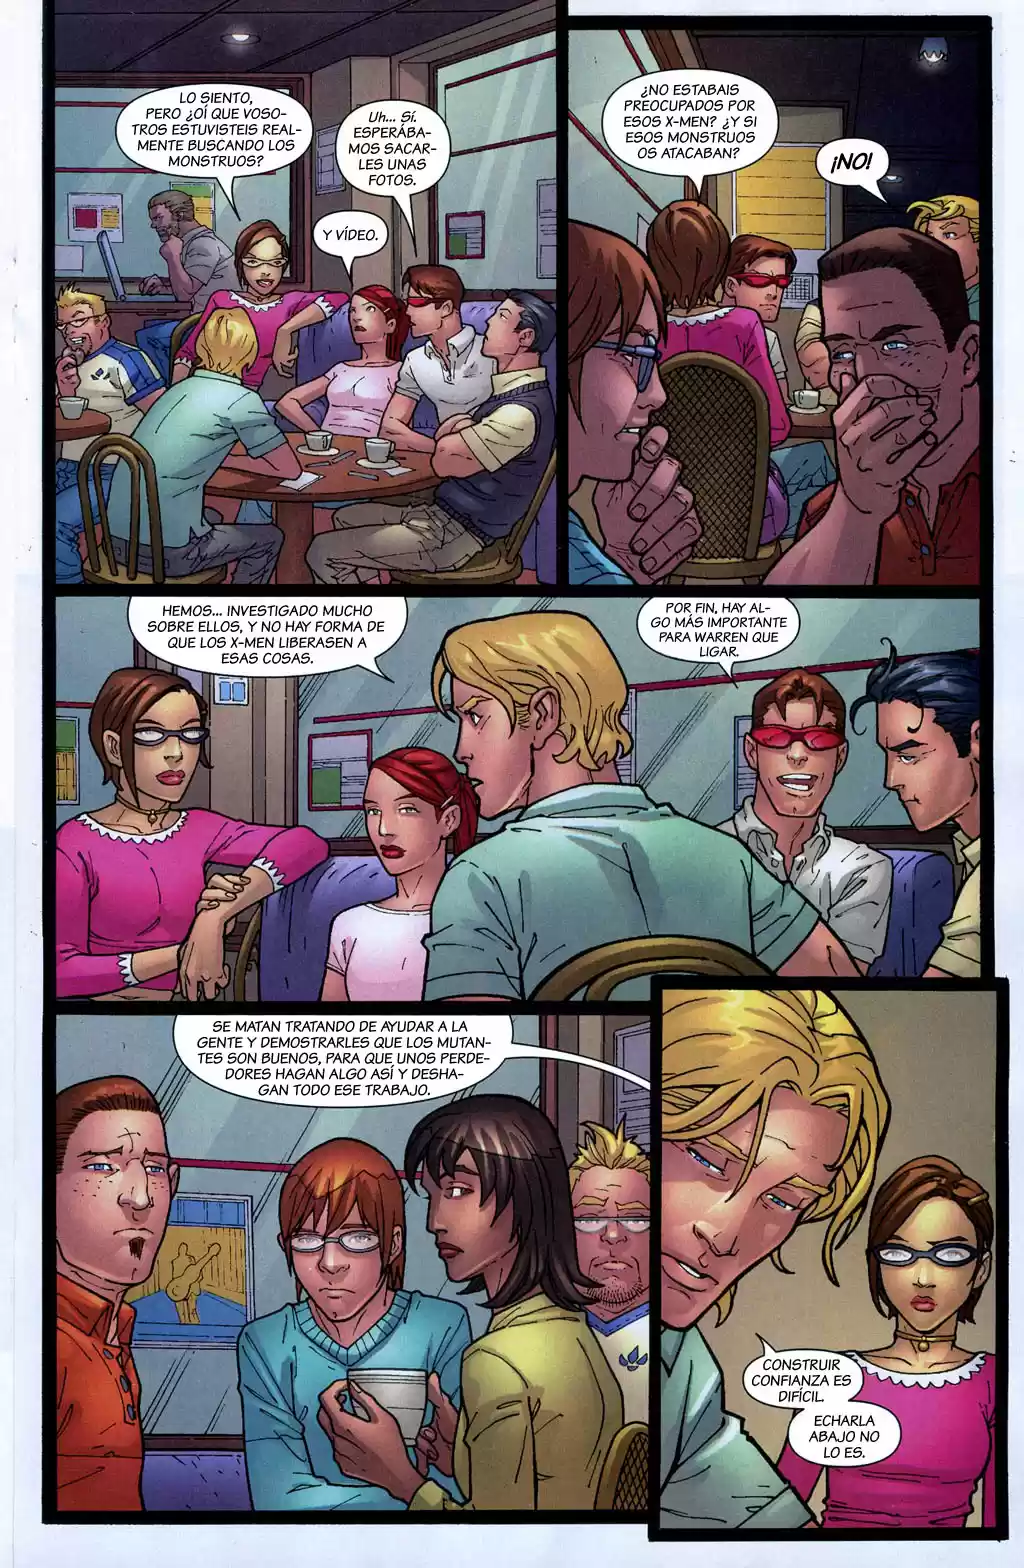 LO SIENTO,
PERO ¿OÍ QUE VOSO-
TROS ESTUVISTEIS REAL-
MENTE BUSCANDO LOS
MONSTRUOS?
Uh... SÍ.
ESPERÁBA-
MOS SACAR-
LES UNAS
FOTOS.
Y VÍDEO.
¿NO ESTABAIS
PREOCUPADOS POR
ESOS X-MEN? ¿Y SI
ESOS MONSTRUOS
OS ATACABAN?
¡NO!
HEMOS... INVESTIGADO MUCHO
SOBRE ELLOS, Y NO HAY FORMA DE
QUE LOS X-MEN LIBERASEN A
ESAS COSAS.
POR FIN, HAY AL-
GO MÁS IMPORTANTE
PARA WARREN QUE
LIGAR.
SE MATAN TRATANDO DE AYUDAR A LA
GENTE Y DEMOSTRARLES QUE LOS MUTAN-
TES SON BUENOS, PARA QUE UNOS PERDE-
DORES HAGAN ALGO ASÍ Y DESHA-
GAN TODO ESE TRABAJO.
CONSTRUIR
CONFIANZA ES
DIFÍCIL.
ECHARLA
ABAJO NO
LO ES.